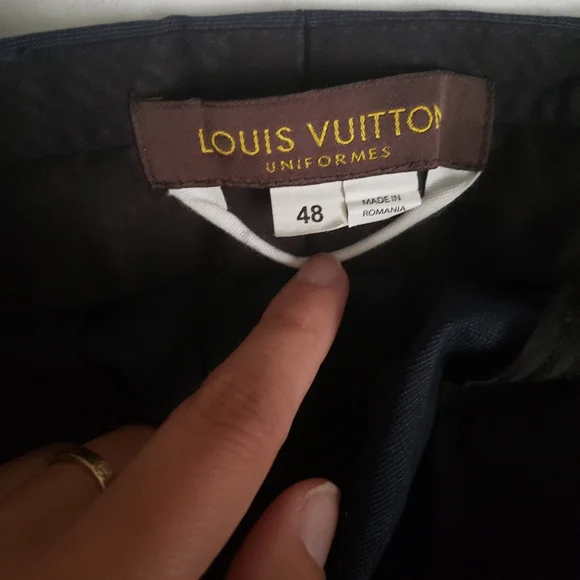 LOUIS VUITTON
UNIFORMES
48
MADE IN
ROMANIA